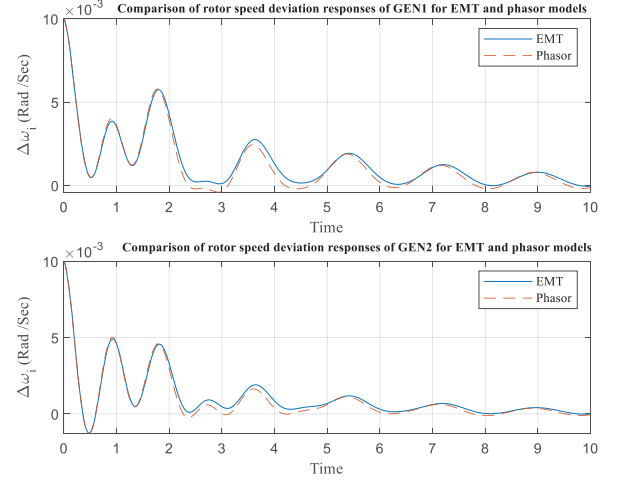 Comparison of rotor speed deviation responses of GEN1 for EMT and phasor models
×10⁻³
10
5
0
Δωᵢ (Rad /Sec)
EMT
Phasor
0 1 2 3 4 5 6 7 8 9 10
Time
Comparison of rotor speed deviation responses of GEN2 for EMT and phasor models
×10⁻³
10
5
0
Δωᵢ (Rad /Sec)
EMT
Phasor
0 1 2 3 4 5 6 7 8 9 10
Time